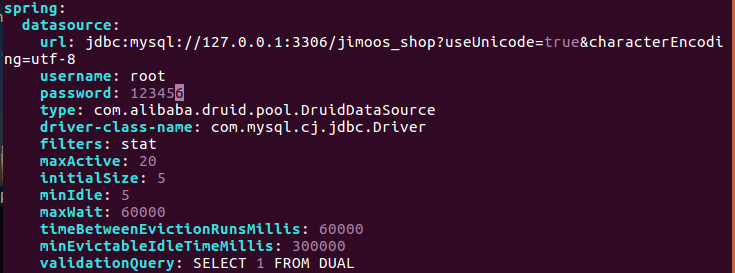 spring:
  datasource:
    url: jdbc:mysql://127.0.0.1:3306/jimoos_shop?useUnicode=true&characterEncodi
ng=utf-8
    username: root
    password: 123456
    type: com.alibaba.druid.pool.DruidDataSource
    driver-class-name: com.mysql.cj.jdbc.Driver
    filters: stat
    maxActive: 20
    initialSize: 5
    minIdle: 5
    maxWait: 60000
    timeBetweenEvictionRunsMillis: 60000
    minEvictableIdleTimeMillis: 300000
    validationQuery: SELECT 1 FROM DUAL